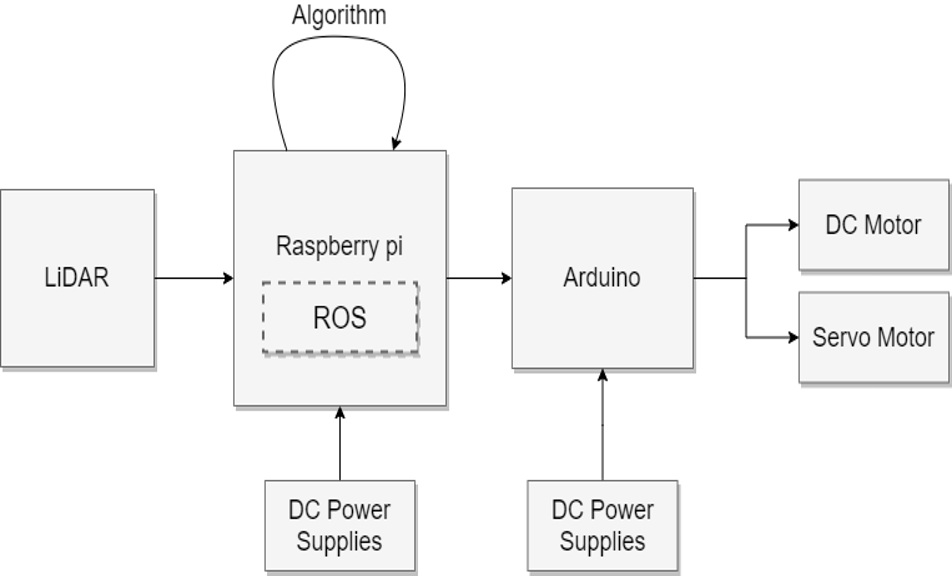 Algorithm
LiDAR
Raspberry pi
ROS
Arduino
DC Motor
Servo Motor
DC Power
Supplies
DC Power
Supplies